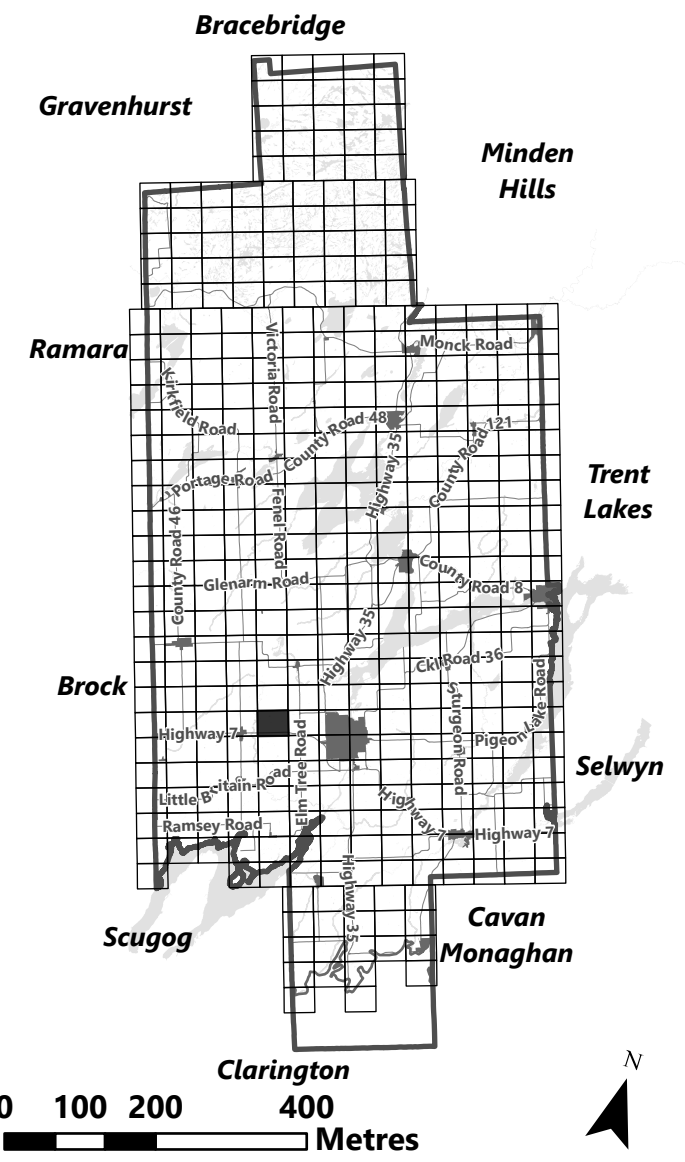 Bracebridge
Gravenhurst
Minden
Hills
Ramara
Victoria Road
Monck Road
Kirkfield Road
County Road 48
Highway 35
County Road 121
Portage Road
Trent
Lakes
County Road 46
Fenel Road
Glenarm Road
County Road 8
Highway 35
Ckl Road 36
Brock
Sturgeon Road
Pigeon Lake Road
Highway 7
Elm Tree Road
Selwyn
Little Britain Road
Highway 7
Highway 7
Ramsey Road
Highway 35
Scugog
Cavan
Monaghan
Clarington
N
0 100 200 400
Metres